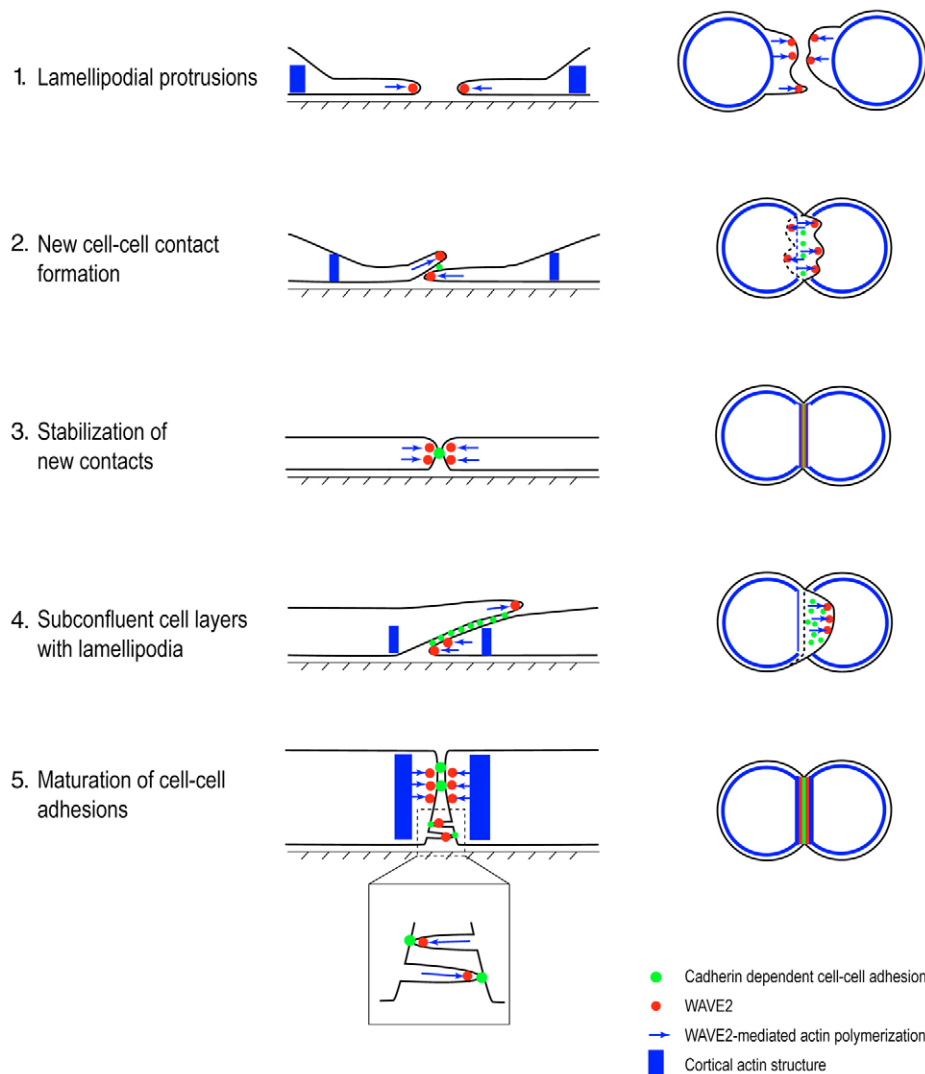 1. Lamellipodial protrusions
2. New cell-cell contact
formation
3. Stabilization of
new contacts
4. Subconfluent cell layers
with lamellipodia
5. Maturation of cell-cell
adhesions
Cadherin dependent cell-cell adhesion
WAVE2
WAVE2-mediated actin polymerization
Cortical actin structure